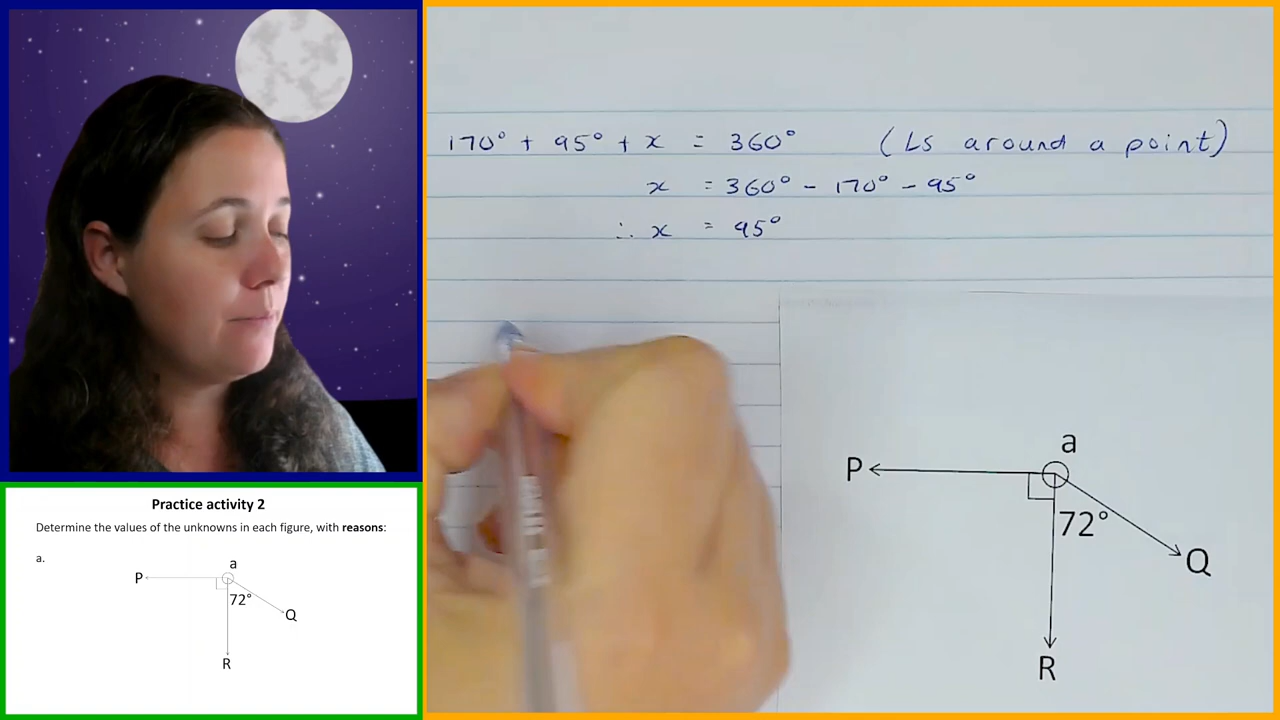 170° + 95° + x = 360° (∠s around a point)
x = 360° - 170° - 95°
∴ x = 95°
a
P
72°
Q
R
Practice activity 2
Determine the values of the unknowns in each figure, with reasons:
a.
a
P
72°
Q
R